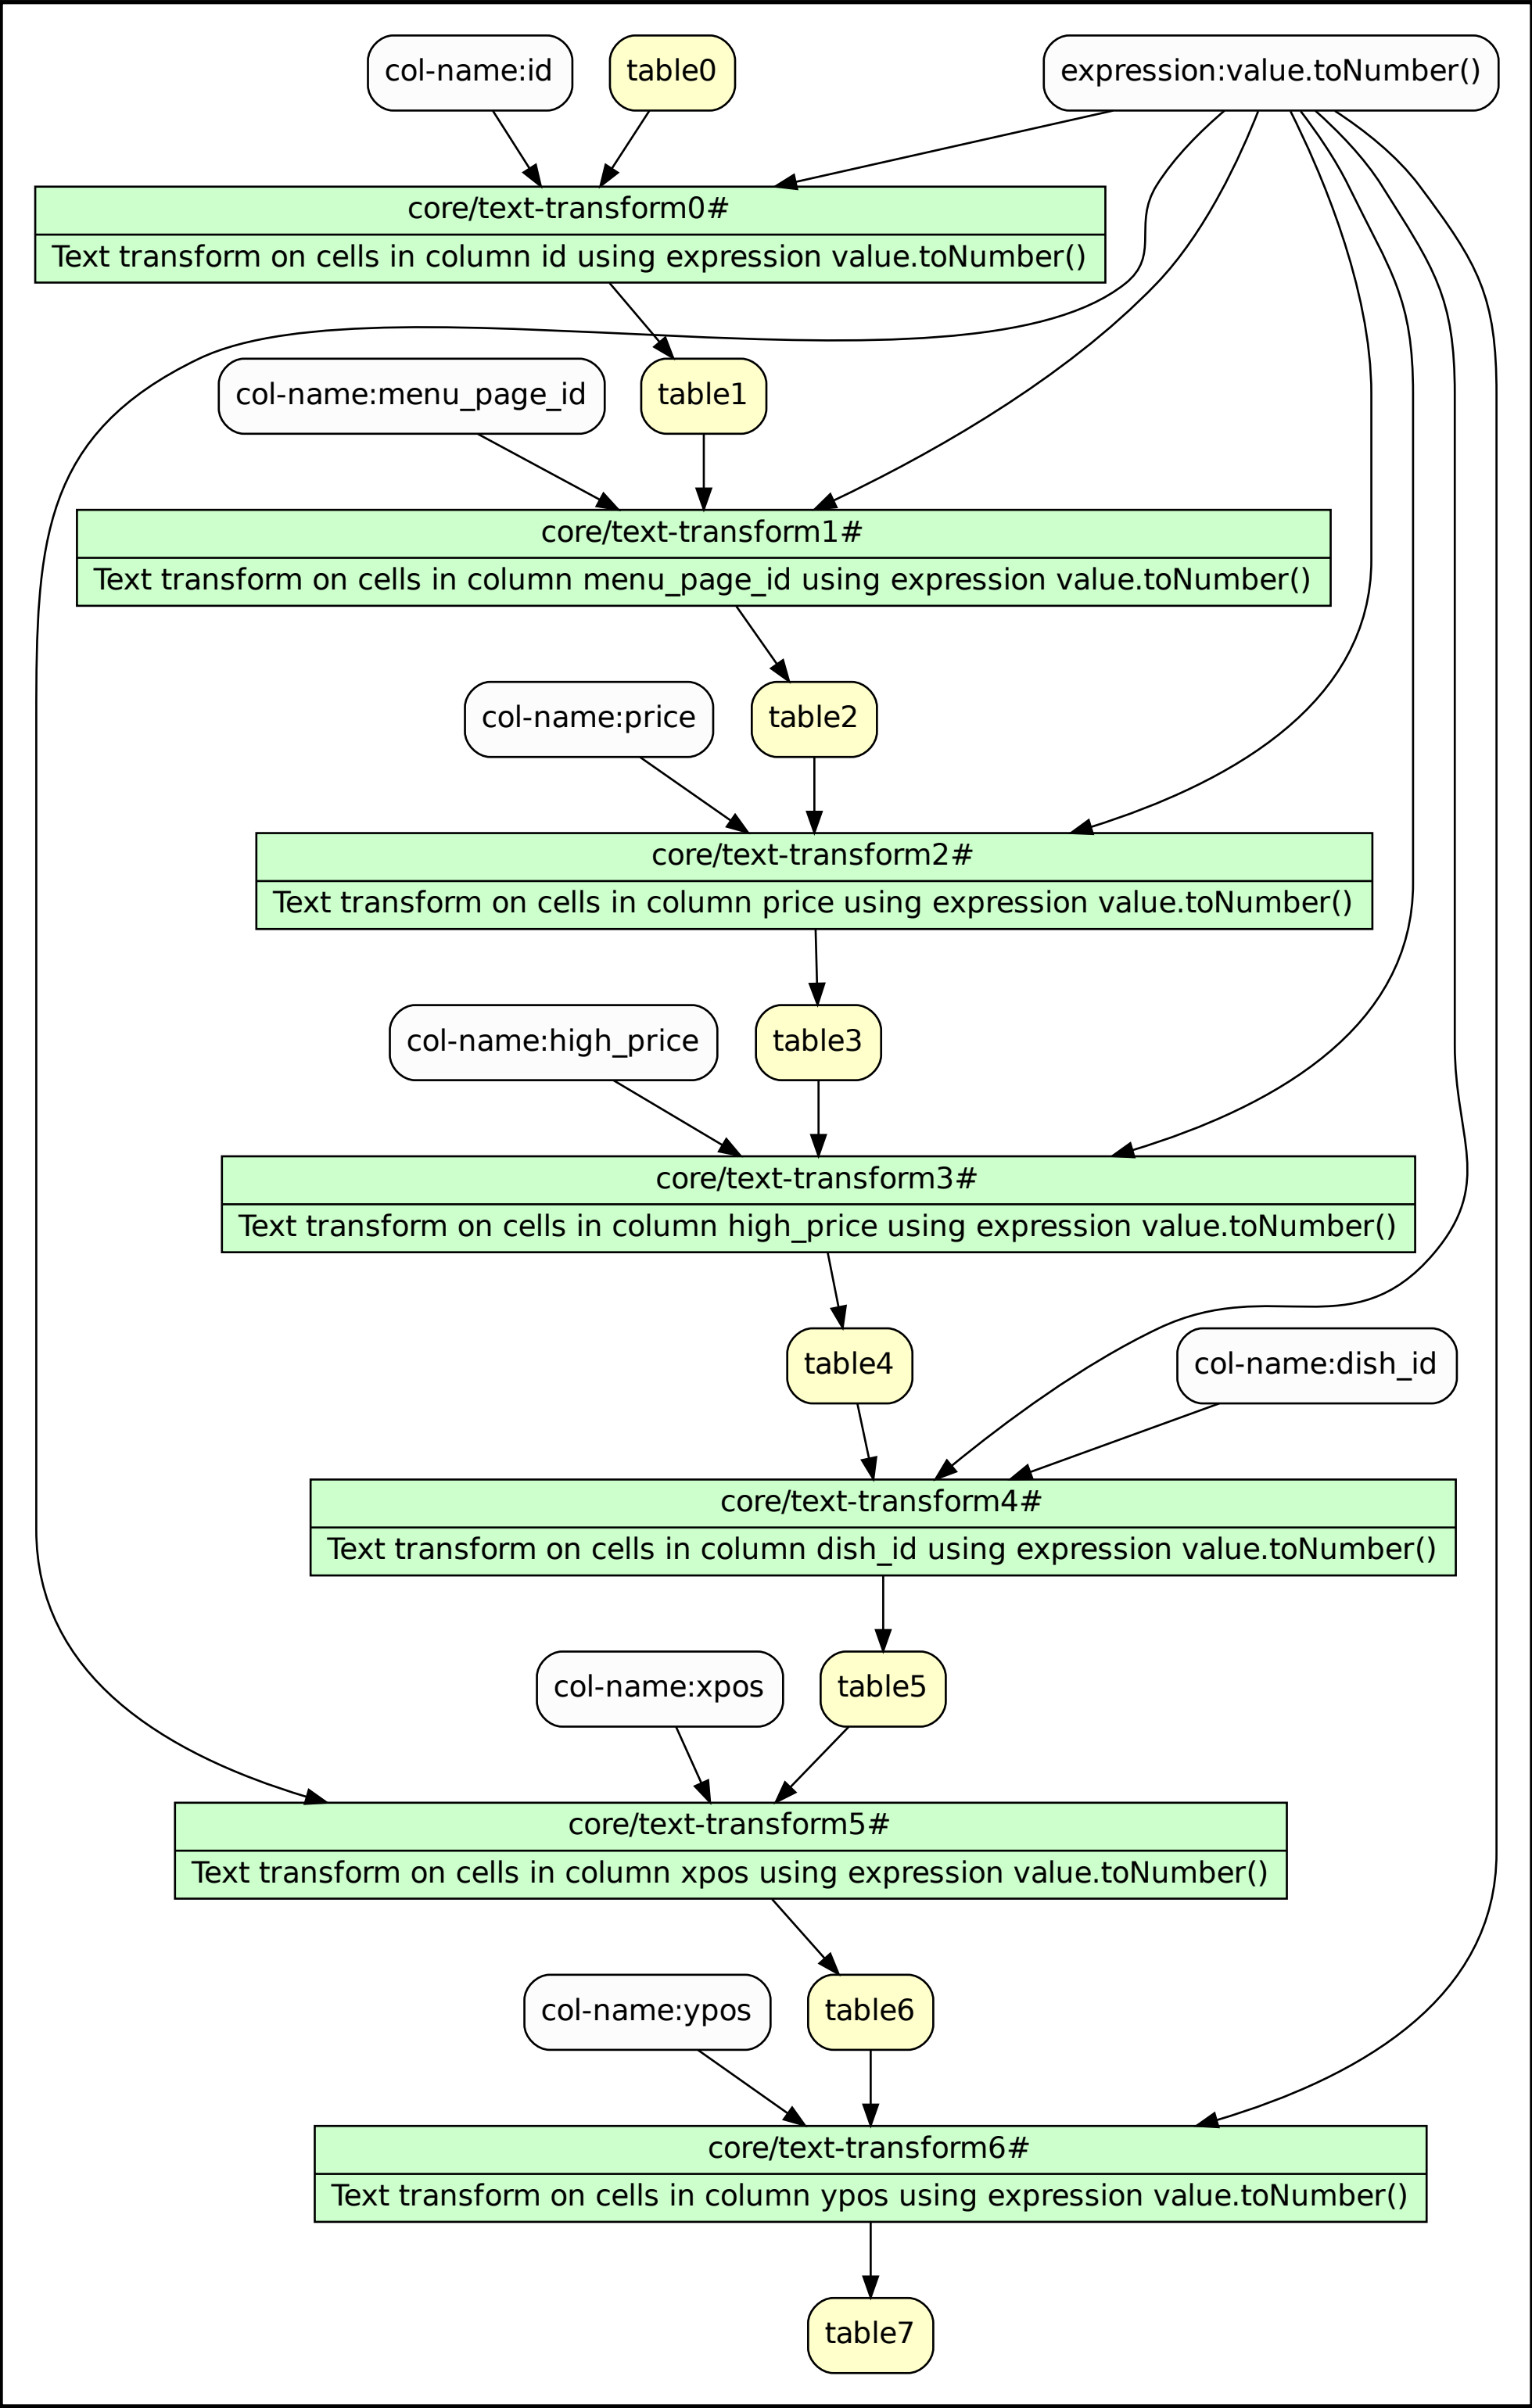 col-name:id
table0
expression:value.toNumber()
core/text-transform0#
Text transform on cells in column id using expression value.toNumber()
col-name:menu_page_id
table1
core/text-transform1#
Text transform on cells in column menu_page_id using expression value.toNumber()
col-name:price
table2
core/text-transform2#
Text transform on cells in column price using expression value.toNumber()
col-name:high_price
table3
core/text-transform3#
Text transform on cells in column high_price using expression value.toNumber()
table4
col-name:dish_id
core/text-transform4#
Text transform on cells in column dish_id using expression value.toNumber()
col-name:xpos
table5
core/text-transform5#
Text transform on cells in column xpos using expression value.toNumber()
col-name:ypos
table6
core/text-transform6#
Text transform on cells in column ypos using expression value.toNumber()
table7